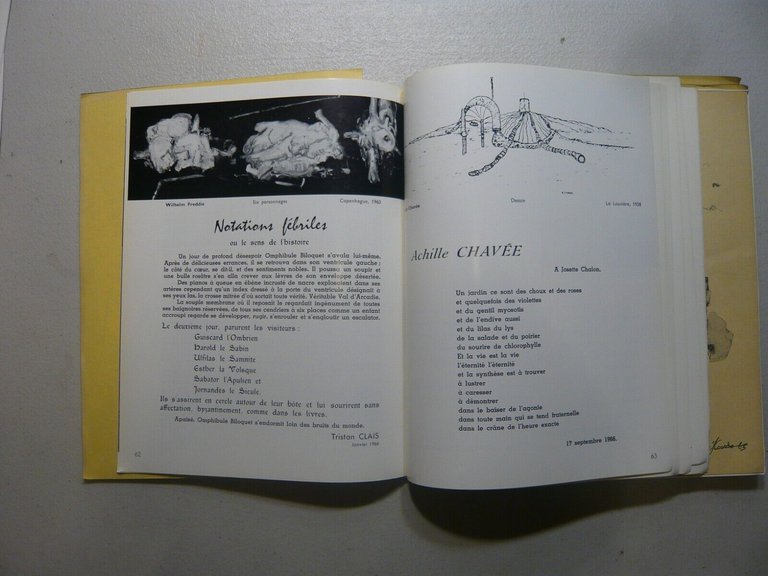 Wilhelm Freddie Six personnages Copenhague, 1960
Notations fébriles
ou le sens de l'histoire
Un jour de profond désespoir Omphibule Biloquet s'avala lui-même.
Après de délicieuses errances, il se retrouva dans son ventricule gauche ;
le côté du cœur, se dit-il, et des sentiments nobles. Il poussa un soupir et
une bulle rosâtre s'en alla crever aux lèvres de son enveloppe désertée.
Des pianos à queue en ébène incrusté de nacre explosaient dans ses
artères cependant qu'un index dressé à la porte du ventricule désignait à
ses yeux las, la crosse mitrée d'où sortait toute vérité. Véritable Val d'Arcadie.
La souple membrane où il reposait le regardait ingénument de toutes
ses baignoires réservées, de tous ses cendriers à six places comme un enfant
accroupi regarde se développer, rugir, s'enrouler et s'engloutir un escalator.
Le deuxième jour, parurent les visiteurs :
Guiscard l'Ombrien
Harold le Sabin
Ulfilas le Samnite
Esther la Volsque
Sabator l'Apulien et
Jornandes le Sicule.
Ils s'assirent en cercle autour de leur hôte et lui sourirent sans
affectation, byzantinement, comme dans les livres.
Apaisé, Omphibule Biloquet s'endormit loin des bruits du monde.
Tristan CLAIS
Janvier 1966
62
Chavée Dessin La Louvière, 1938
Achille CHAVÉE
A Josette Chalon.
Un jardin ce sont des choux et des roses
et quelquefois des violettes
et du gentil myosotis
et de l'endive aussi
et du lilas du lys
de la salade et du poirier
du sourire de chlorophylle
Et la vie est la vie
l'éternité l'éternité
et la synthèse est à trouver
à lustrer
à caresser
à démontrer
dans le baiser de l'agonie
dans toute main qui se tend fraternelle
dans le crâne de l'heure exacte
17 septembre 1966.
63